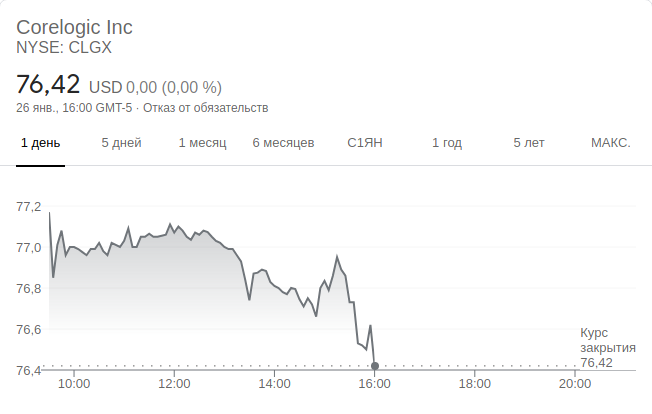 Corelogic Inc
NYSE: CLGX
76,42 USD 0,00 (0,00 %)
26 янв., 16:00 GMT-5 · Отказ от обязательств
1 день 5 дней 1 месяц 6 месяцев С1ЯН 1 год 5 лет МАКС.
77,2
77,0
76,8
76,6
76,4
Курс
закрытия
76,42
10:00 12:00 14:00 16:00 18:00 20:00